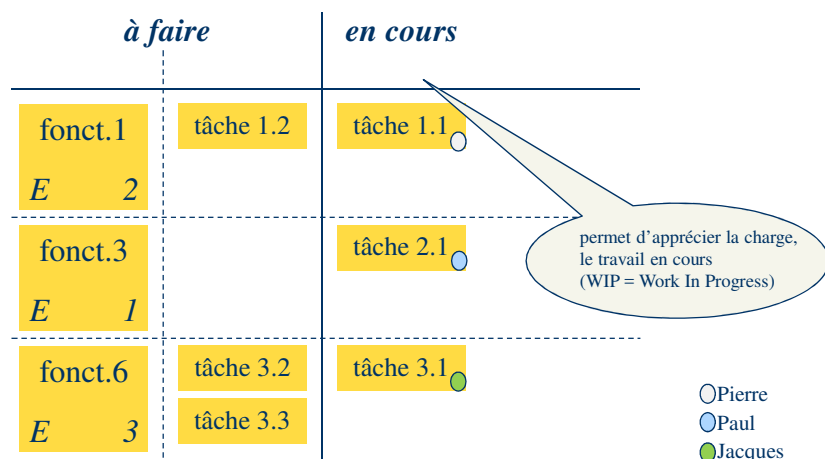 à faire
en cours
fonct.1
tâche 1.2
tâche 1.1
E 2
permet d'apprécier la charge,
le travail en cours
(WIP = Work In Progress)
fonct.3
tâche 2.1
E 1
fonct.6
tâche 3.2
tâche 3.1
E 3
tâche 3.3
Pierre
Paul
Jacques